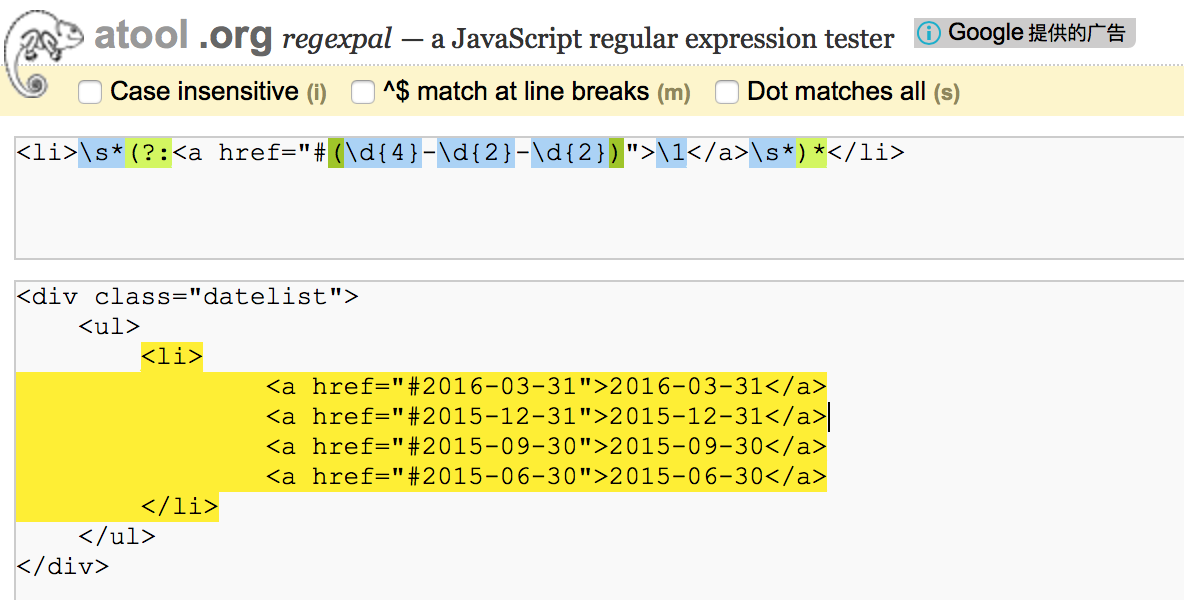 atool .org regexpal — a JavaScript regular expression tester Google 提供的广告
Case insensitive (i) ^$ match at line breaks (m) Dot matches all (s)
<li>\s*(?:<a href="#(\d{4}-\d{2}-\d{2})">\1</a>\s*)*</li>
<div class="datelist">
    <ul>
        <li>
                <a href="#2016-03-31">2016-03-31</a>
                <a href="#2015-12-31">2015-12-31</a>
                <a href="#2015-09-30">2015-09-30</a>
                <a href="#2015-06-30">2015-06-30</a>
        </li>
    </ul>
</div>